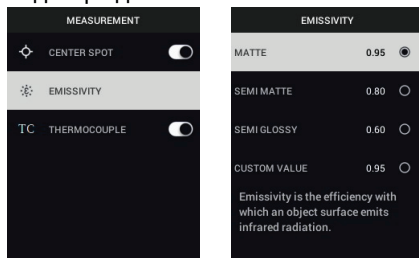 MEASUREMENT
CENTER SPOT
EMISSIVITY
TC THERMOCOUPLE
EMISSIVITY
MATTE 0.95
SEMI MATTE 0.80
SEMI GLOSSY 0.60
CUSTOM VALUE 0.95
Emissivity is the efficiency with
which an object surface emits
infrared radiation.